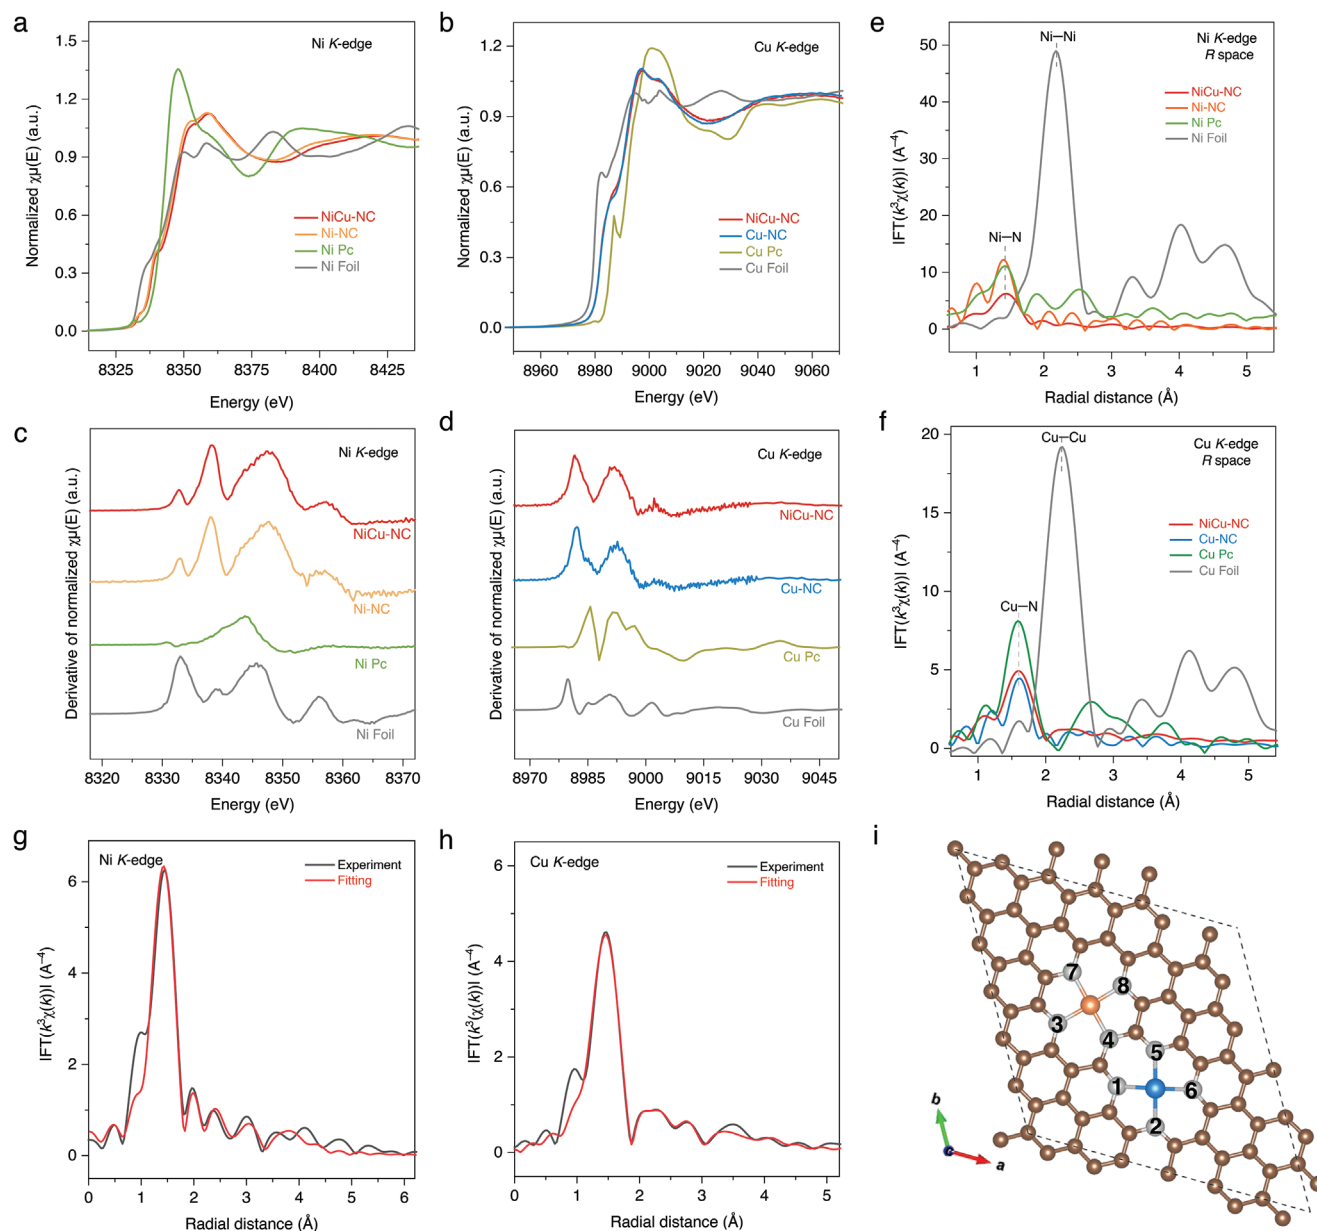 a
Ni K-edge
1.5
1.2
0.9
0.6
0.3
0.0
Normalized χμ(E) (a.u.)
NiCu-NC
Ni-NC
Ni Pc
Ni Foil
8325 8350 8375 8400 8425
Energy (eV)
b
Cu K-edge
1.2
0.9
0.6
0.3
0.0
Normalized χμ(E) (a.u.)
NiCu-NC
Cu-NC
Cu Pc
Cu Foil
8960 8980 9000 9020 9040 9060
Energy (eV)
e
Ni–Ni
Ni K-edge
R space
50
40
30
20
10
0
IFT(k³χ(k))I (A⁻⁴)
NiCu-NC
Ni-NC
Ni Pc
Ni Foil
Ni–N
1 2 3 4 5
Radial distance (Å)
c
Ni K-edge
Derivative of normalized χμ(E) (a.u.)
NiCu-NC
Ni-NC
Ni Pc
Ni Foil
8320 8330 8340 8350 8360 8370
Energy (eV)
d
Cu K-edge
Derivative of normalized χμ(E) (a.u.)
NiCu-NC
Cu-NC
Cu Pc
Cu Foil
8970 8985 9000 9015 9030 9045
Energy (eV)
f
Cu–Cu
Cu K-edge
R space
20
15
10
5
0
IFT(k³χ(k))I (A⁻⁴)
NiCu-NC
Cu-NC
Cu Pc
Cu Foil
Cu–N
1 2 3 4 5
Radial distance (Å)
g
Ni K-edge
Experiment
Fitting
6
4
2
0
IFT(k³χ(k))I (A⁻⁴)
0 1 2 3 4 5 6
Radial distance (Å)
h
Cu K-edge
Experiment
Fitting
6
4
2
0
IFT(k³(χ(k))I (A⁻⁴)
0 1 2 3 4 5
Radial distance (Å)
i
7
8
3
4
5
1
6
2
b
c
a